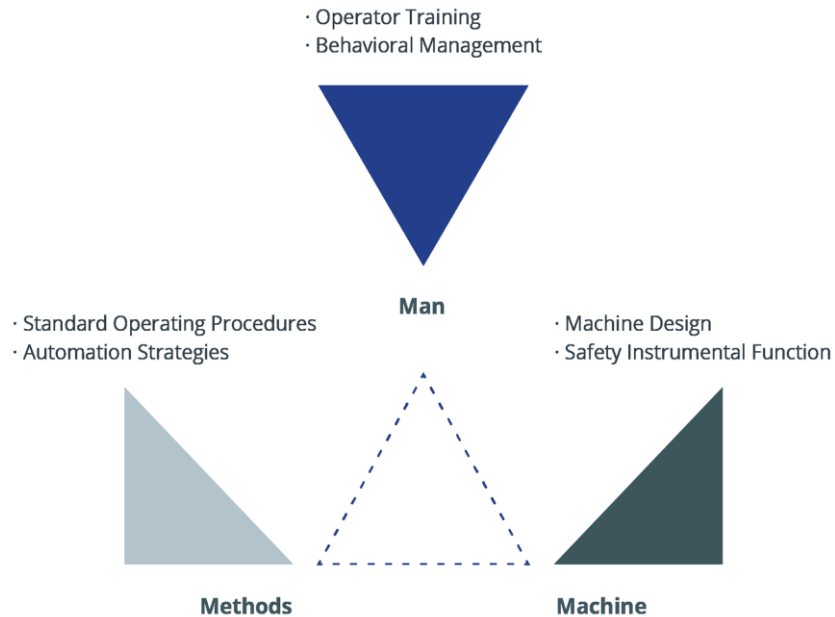 · Operator Training
· Behavioral Management
Man
· Standard Operating Procedures
· Automation Strategies
· Machine Design
· Safety Instrumental Function
Methods
Machine